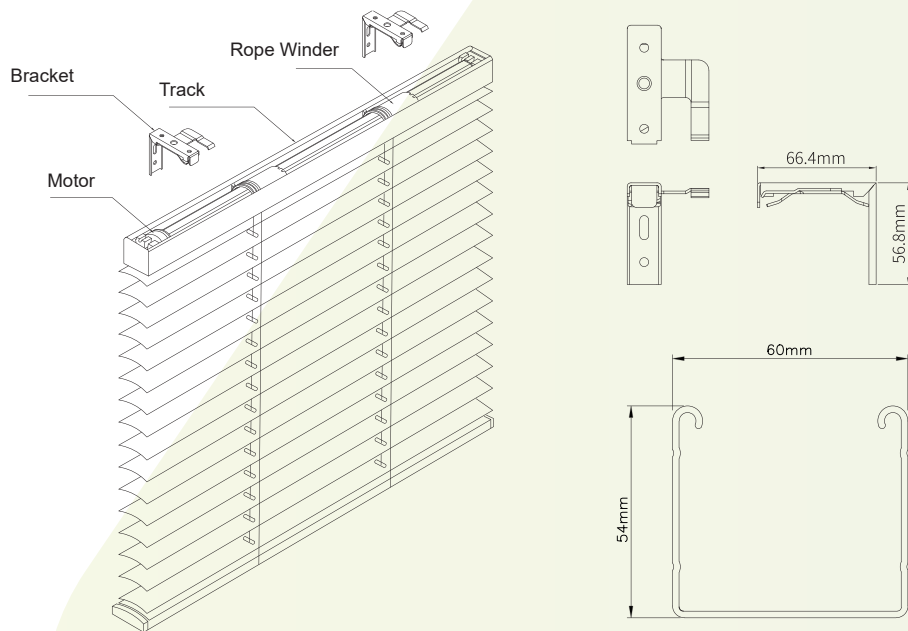 Rope Winder
Bracket
Track
Motor
66.4mm
56.8mm
60mm
54mm